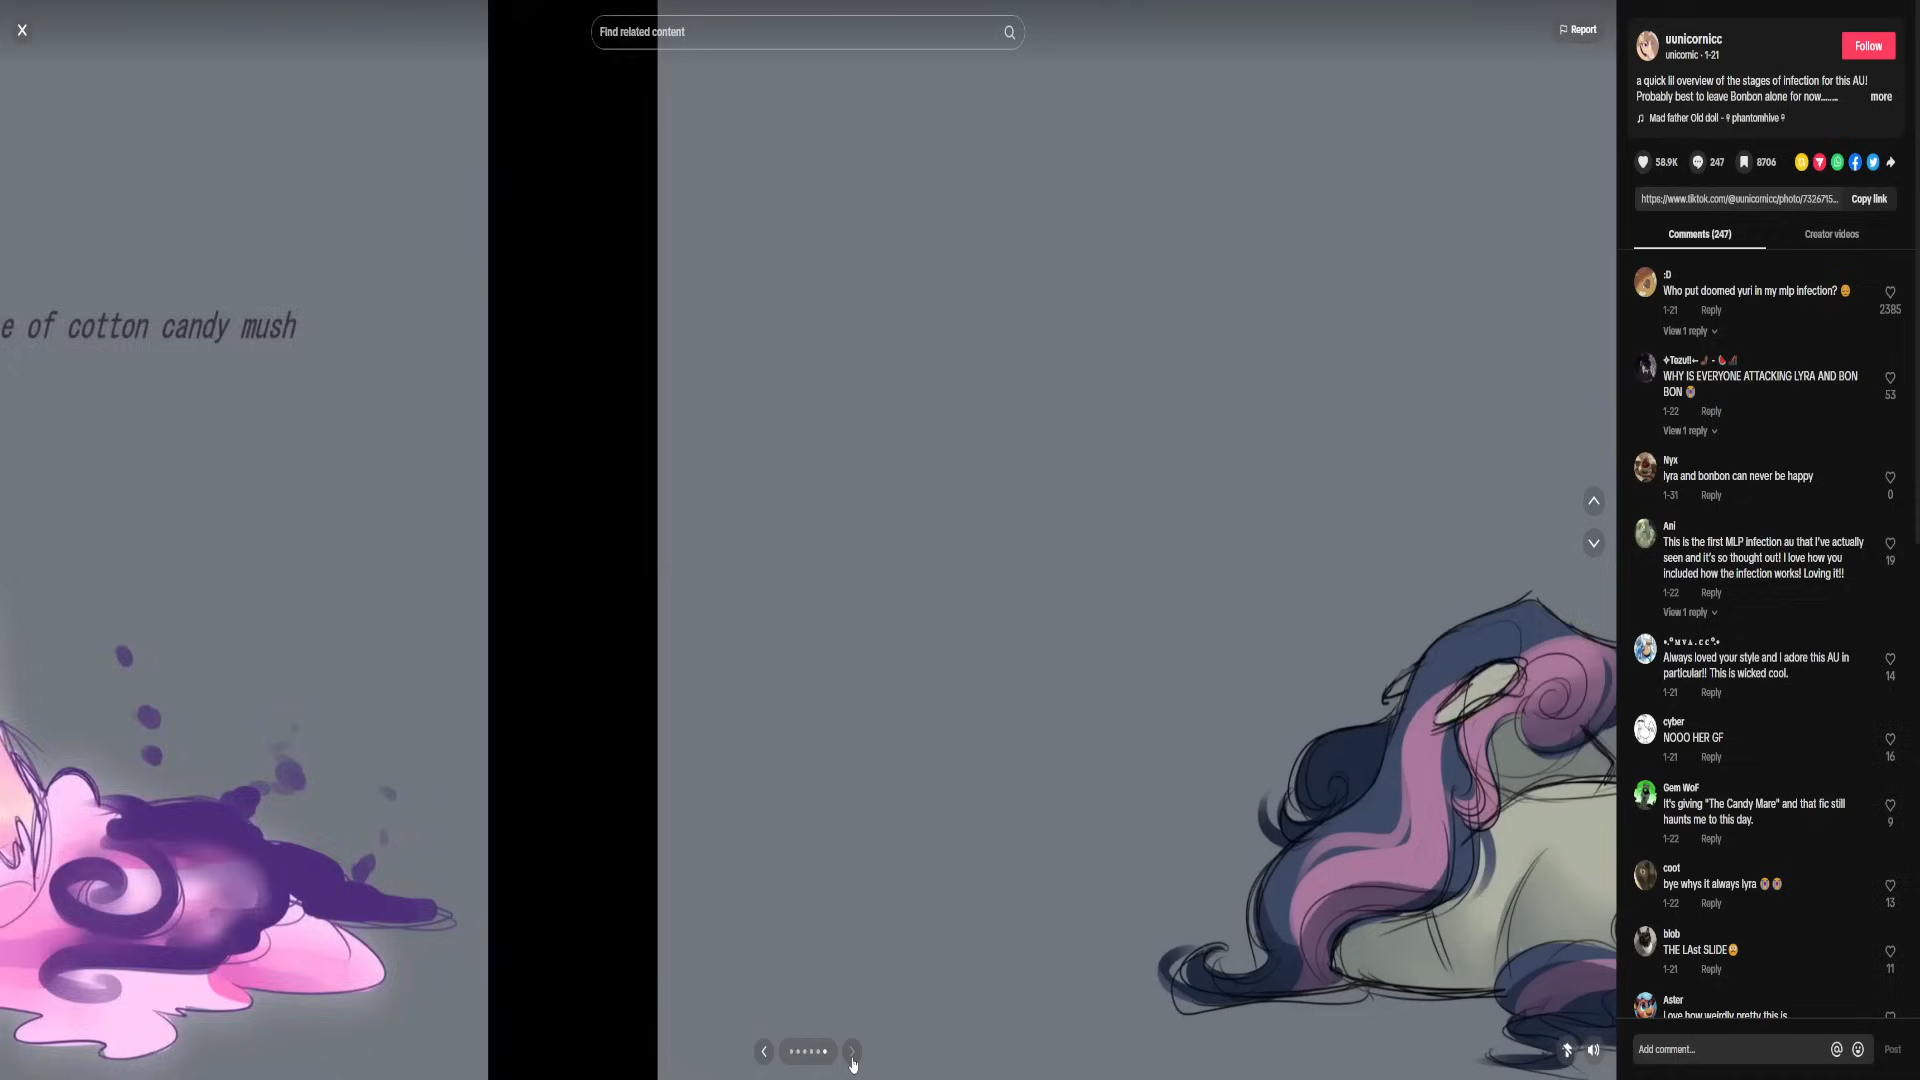 Find related content
Report
e of cotton candy mush
uunicornicc
unicornic · 1-21
Follow
a quick lil overview of the stages of infection for this AU!
Probably best to leave Bonbon alone for now........ more
Mad father Old doll - phantomhive
58.9K 247 8706
https://www.tiktok.com/@uunicornicc/photo/7326715... Copy link
Comments (247) Creator videos
:D
Who put doomed yuri in my mlp infection? 😔
1-21 Reply 2385
View 1 reply
WHY IS EVERYONE ATTACKING LYRA AND BON
BON 😭
53
1-22 Reply
View 1 reply
Nyx
lyra and bonbon can never be happy
1-31 Reply 0
Ani
This is the first MLP infection au that I've actually
seen and it's so thought out! I love how you
included how the infection works! Loving it!!
19
1-22 Reply
View 1 reply
Always loved your style and I adore this AU in
particular!! This is wicked cool.
14
1-21 Reply
cyber
NOOO HER GF
16
1-21 Reply
Gem WoF
It's giving "The Candy Mare" and that fic still
haunts me to this day.
9
1-22 Reply
coot
bye whys it always lyra 😭😭
1-22 Reply 13
blob
THE LAst SLIDE
1-21 Reply 11
Aster
Love how weirdly pretty this is
Add comment... Post